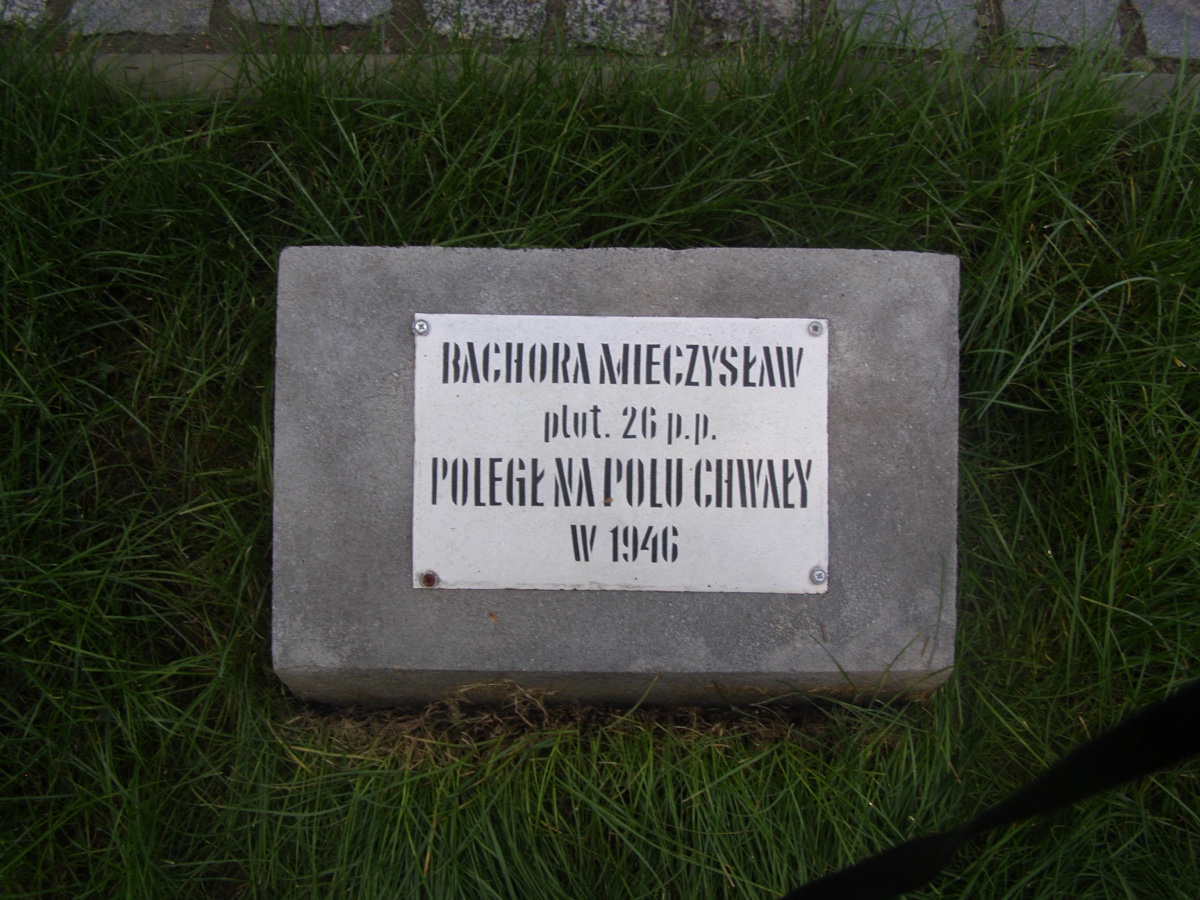 BACHORA MIECZYSŁAW
plut. 26 p.p.
POLEGŁ NA POLU CHWAŁY
W 1946